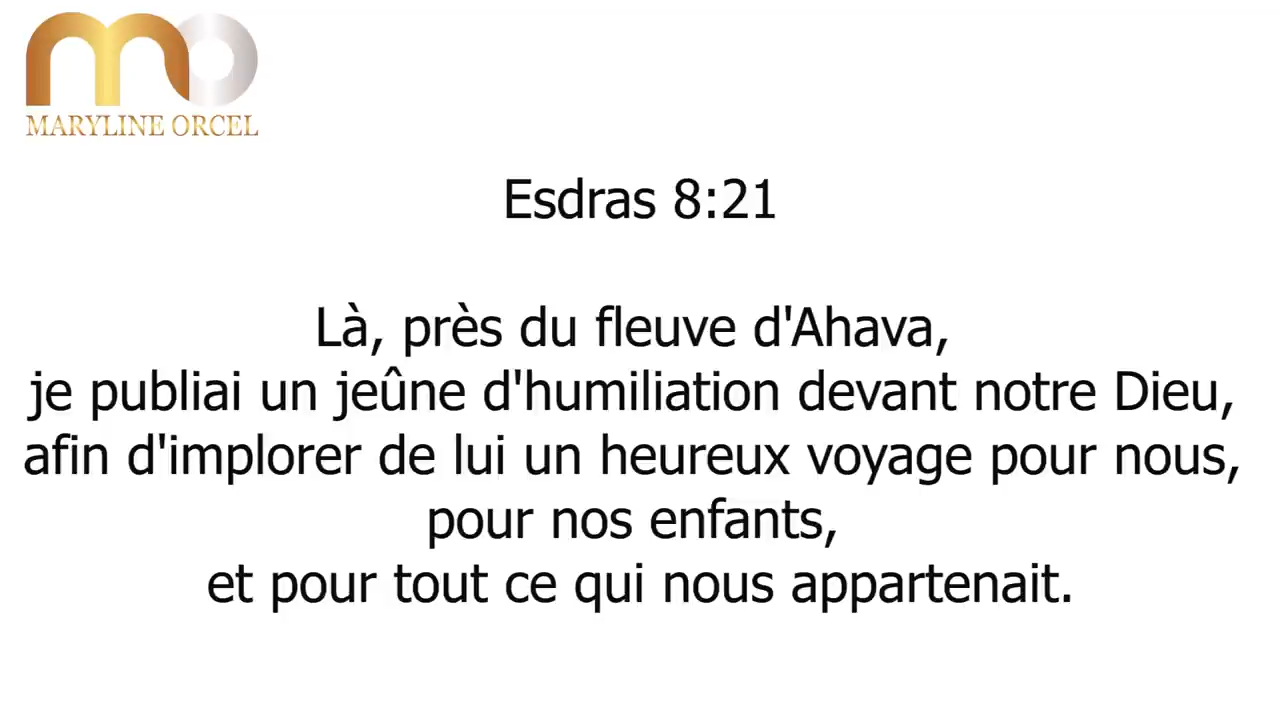 mo
MARYLINE ORCEL
Esdras 8:21
Là, près du fleuve d'Ahava,
je publiai un jeûne d'humiliation devant notre Dieu,
afin d'implorer de lui un heureux voyage pour nous,
pour nos enfants,
et pour tout ce qui nous appartenait.